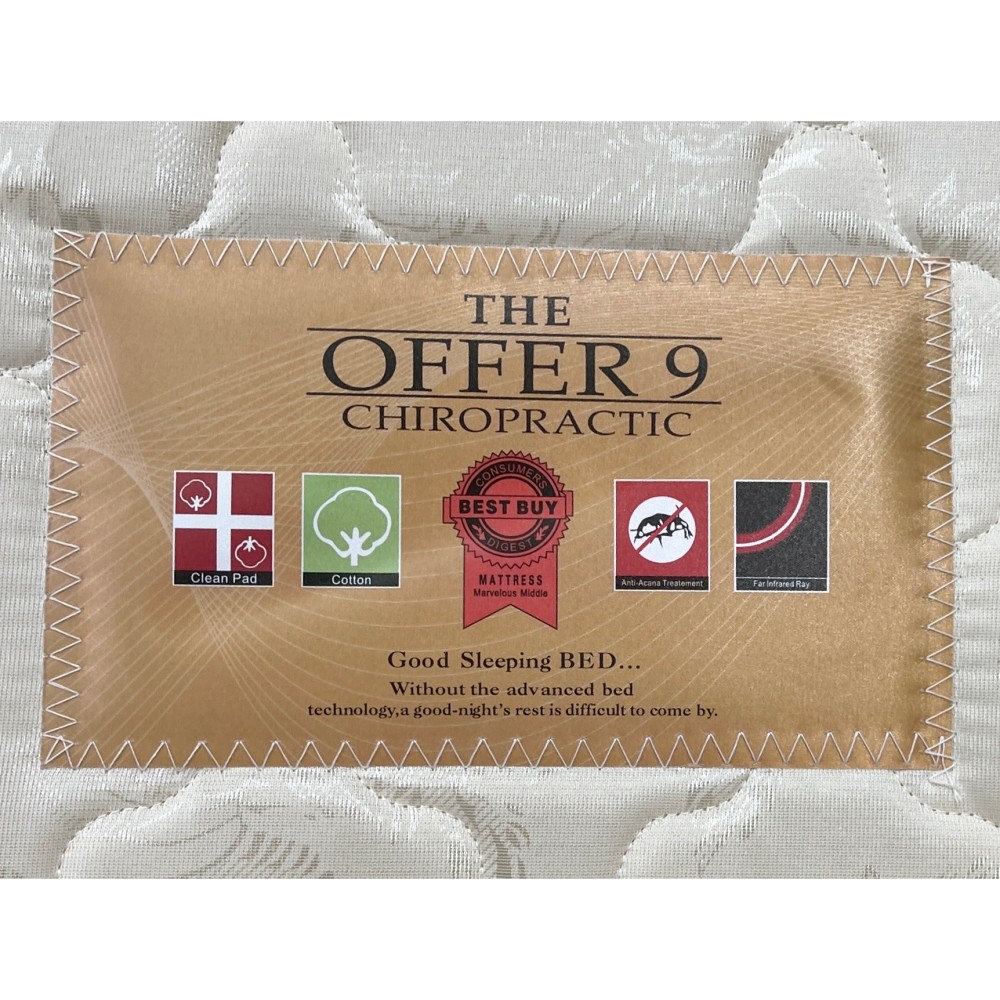 THE
OFFER 9
CHIROPRACTIC
Clean Pad
Cotton
CONSUMERS
BEST BUY
DIGEST
MATTRESS
Marvelous Middle
Anti-Acana Treatement
Far Infrared Ray
Good Sleeping BED...
Without the advanced bed
technology,a good-night's rest is difficult to come by.